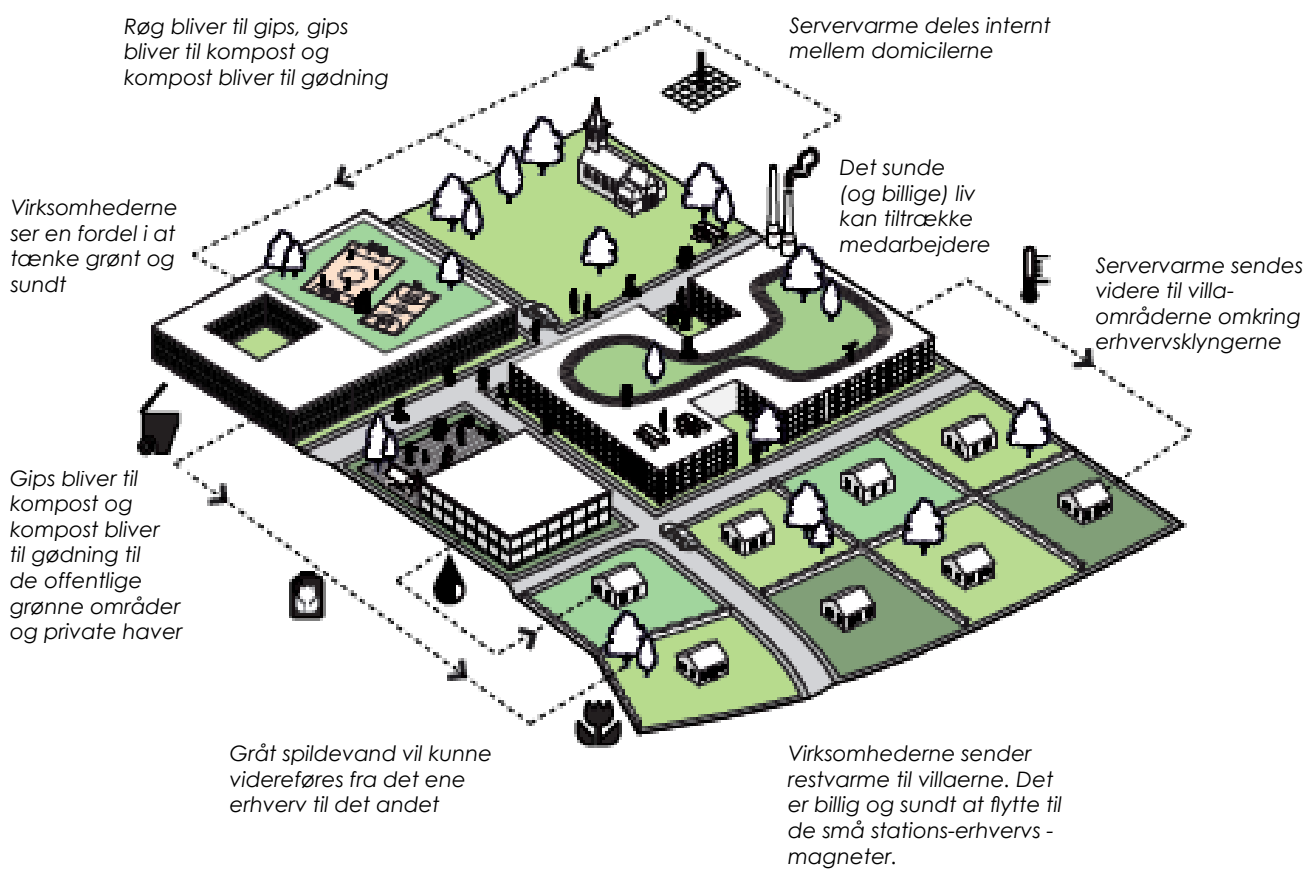 Røg bliver til gips, gips
bliver til kompost og
kompost bliver til gødning
Servervarme deles internt
mellem domicilerne
Det sunde
(og billige) liv
kan tiltrække
medarbejdere
Virksomhederne
ser en fordel i at
tænke grønt og
sundt
Servervarme sendes
videre til villa-
områderne omkring
erhvervsklyngerne
Gips bliver til
kompost og
kompost bliver
til gødning til
de offentlige
grønne områder
og private haver
Gråt spildevand vil kunne
videreføres fra det ene
erhverv til det andet
Virksomhederne sender
restvarme til villaerne. Det
er billig og sundt at flytte til
de små stations-erhvervs -
magneter.